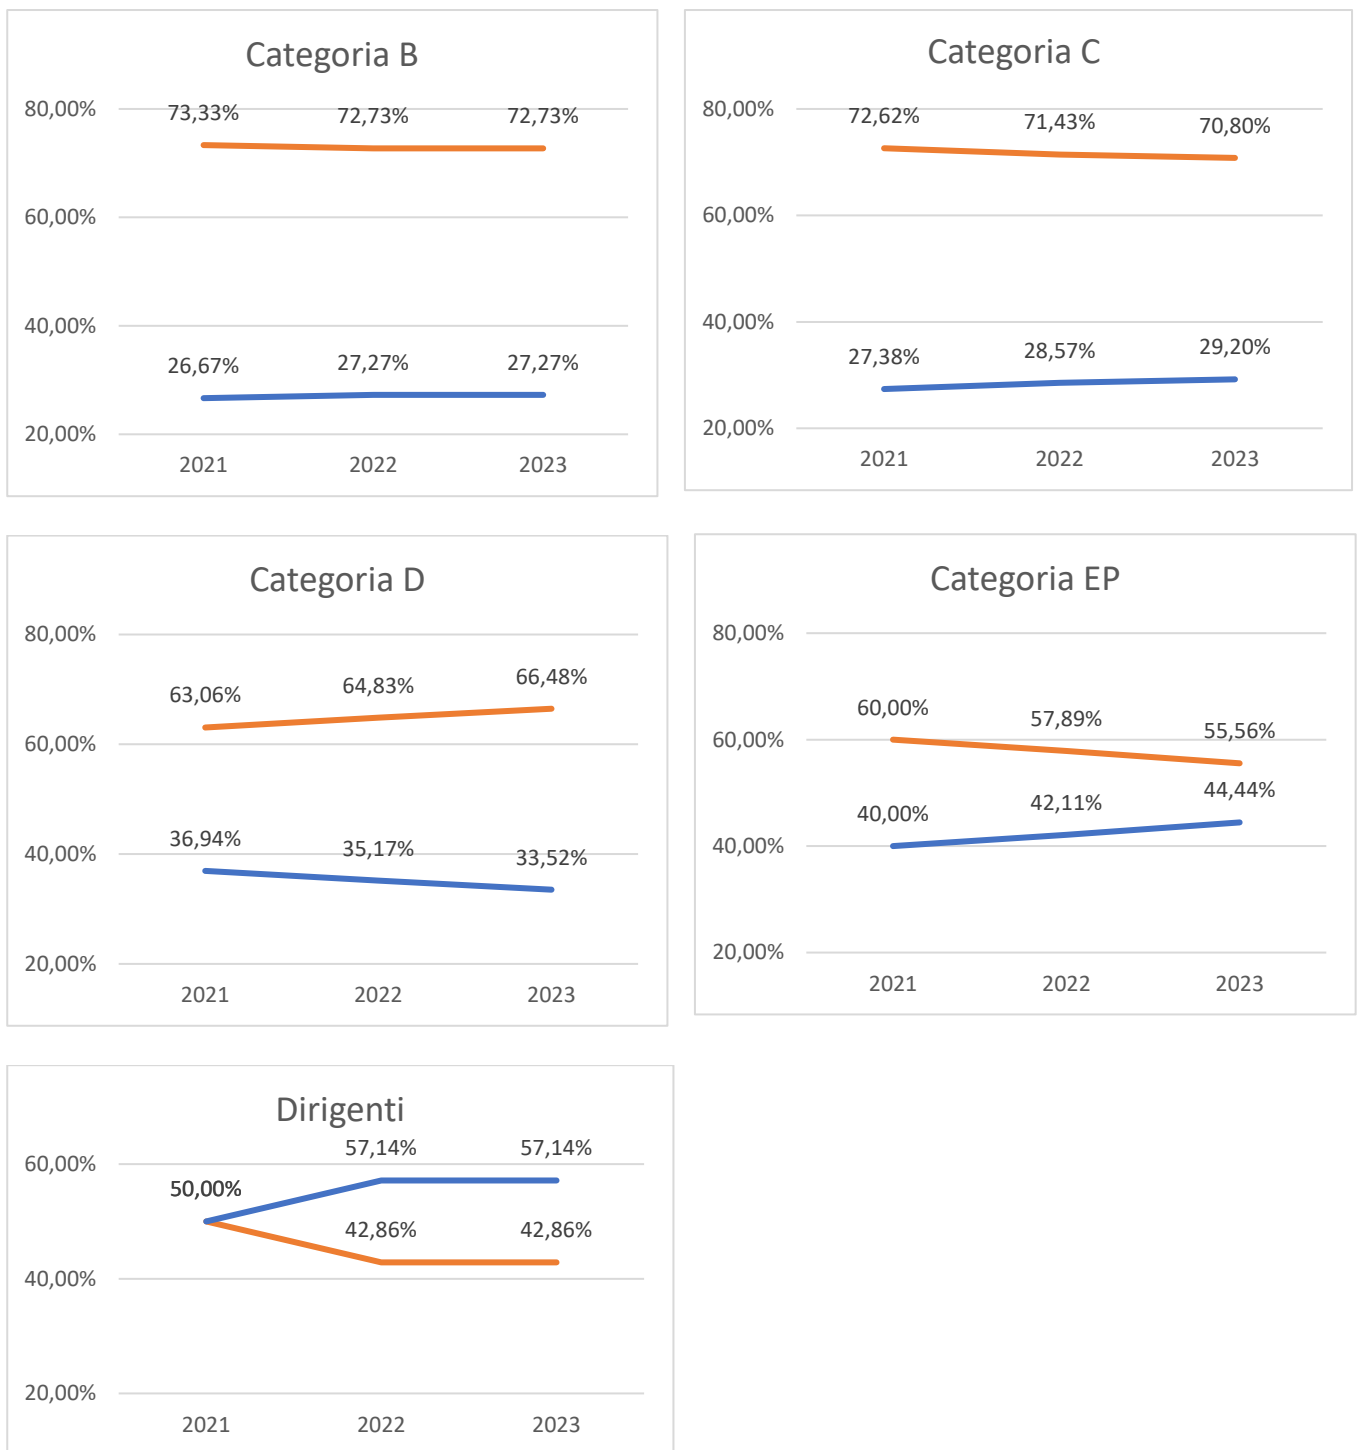 Categoria B
80,00%
73,33% 72,73% 72,73%
60,00%
40,00%
26,67% 27,27% 27,27%
20,00%
2021 2022 2023
Categoria C
80,00%
72,62% 71,43% 70,80%
60,00%
40,00%
27,38% 28,57% 29,20%
20,00%
2021 2022 2023
Categoria D
80,00%
63,06% 64,83% 66,48%
60,00%
40,00%
36,94% 35,17% 33,52%
20,00%
2021 2022 2023
Categoria EP
80,00%
60,00% 57,89% 55,56%
60,00%
40,00% 42,11% 44,44%
40,00%
20,00%
2021 2022 2023
Dirigenti
57,14% 57,14%
60,00%
50,00%
42,86% 42,86%
40,00%
20,00%
2021 2022 2023